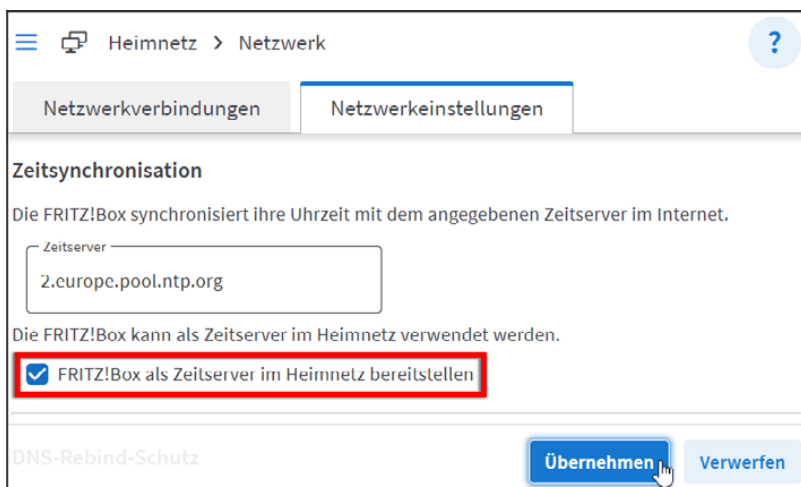 Heimnetz > Netzwerk
?
Netzwerkverbindungen
Netzwerkeinstellungen
Zeitsynchronisation
Die FRITZ!Box synchronisiert ihre Uhrzeit mit dem angegebenen Zeitserver im Internet.
Zeitserver
2.europe.pool.ntp.org
Die FRITZ!Box kann als Zeitserver im Heimnetz verwendet werden.
FRITZ!Box als Zeitserver im Heimnetz bereitstellen
DNS-Rebind-Schutz
Übernehmen
Verwerfen